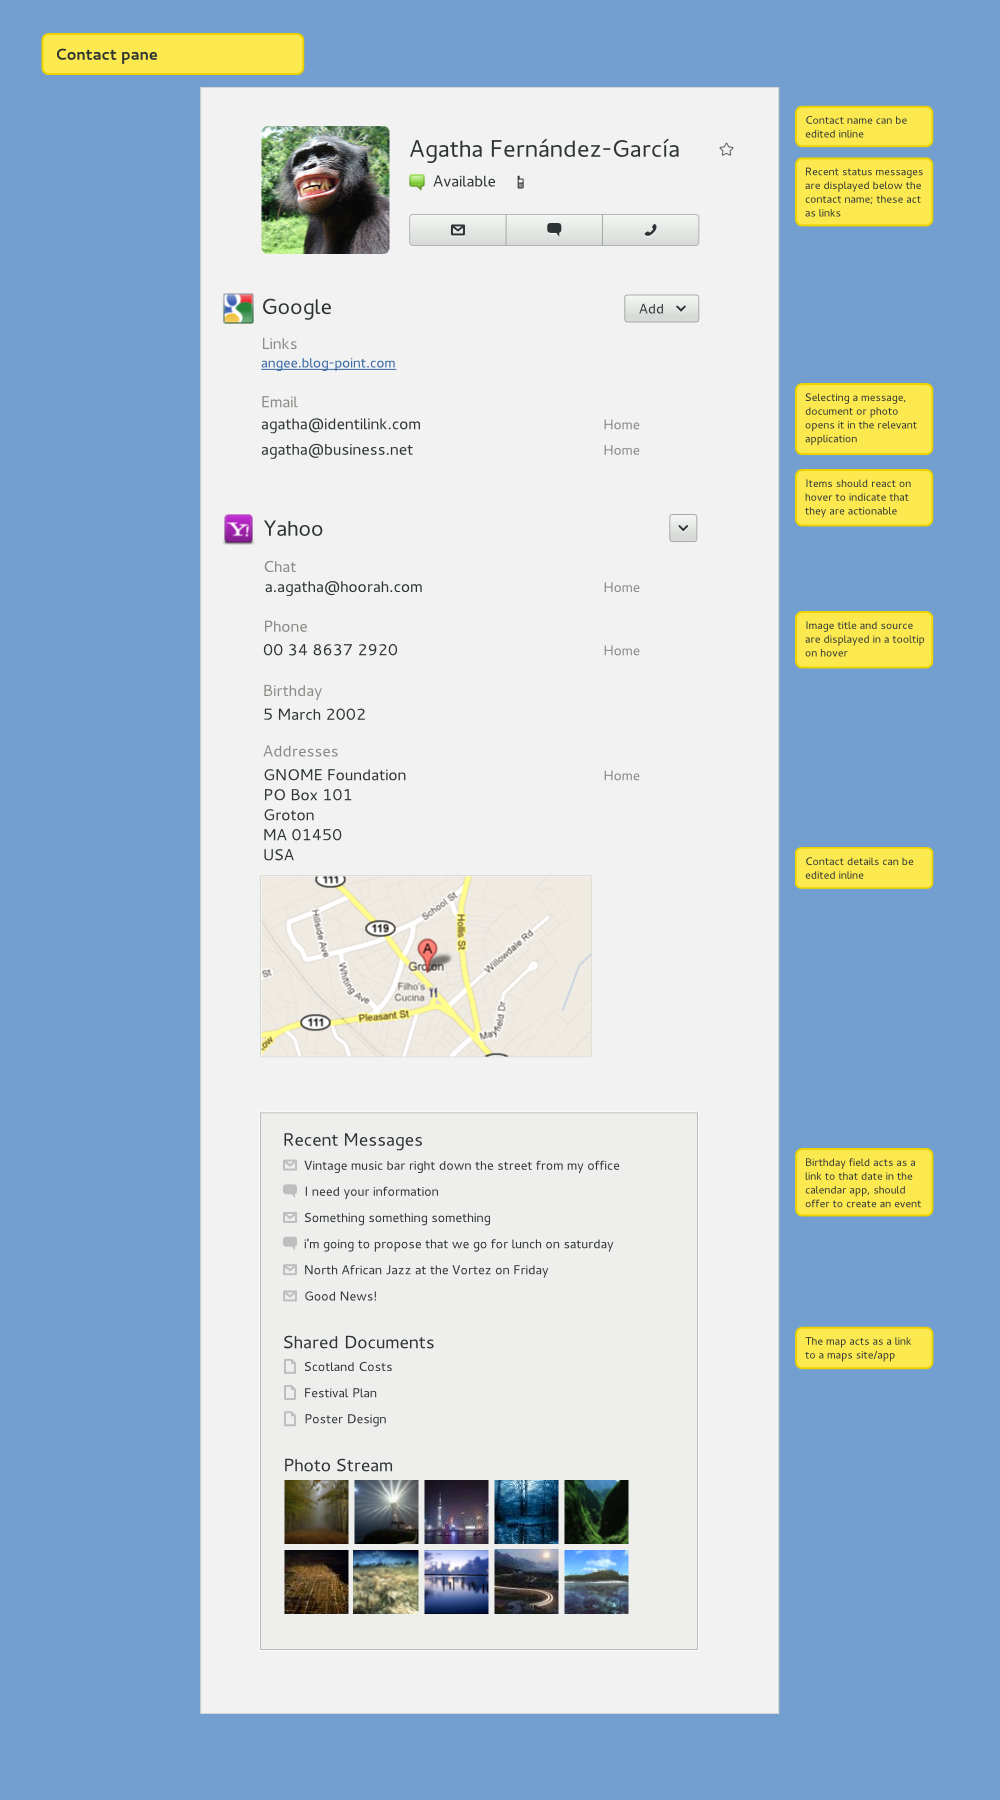 Contact pane
Agatha Fernández-García
Available
Google
Add
Links
angee.blog-point.com
Email
agatha@identilink.com Home
agatha@business.net Home
Y!
Yahoo
Chat
a.agatha@hoorah.com Home
Phone
00 34 8637 2920 Home
Birthday
5 March 2002
Addresses
GNOME Foundation Home
PO Box 101
Groton
MA 01450
USA
111
School St
Hillside Ave
119
Hollis St
A
Groton
Willowdale Rd
St
Whiting Ave
Filho's
Cucina
111
Pleasant St
Mayfield Dr
ow
Recent Messages
Vintage music bar right down the street from my office
I need your information
Something something something
i'm going to propose that we go for lunch on saturday
North African Jazz at the Vortez on Friday
Good News!
Shared Documents
Scotland Costs
Festival Plan
Poster Design
Photo Stream
Contact name can be
edited inline
Recent status messages
are displayed below the
contact name; these act
as links
Selecting a message,
document or photo
opens it in the relevant
application
Items should react on
hover to indicate that
they are actionable
Image title and source
are displayed in a tooltip
on hover
Contact details can be
edited inline
Birthday field acts as a
link to that date in the
calendar app, should
offer to create an event
The map acts as a link
to a maps site/app